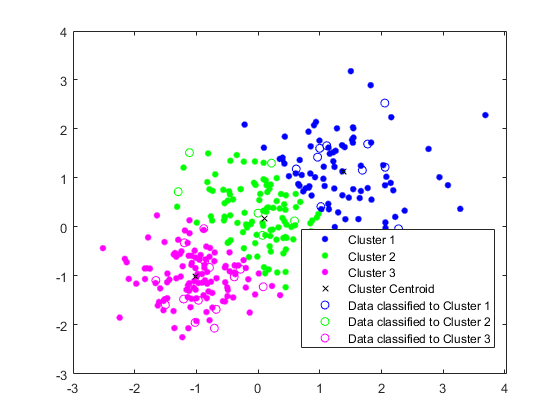 4
3
2
1
0
-1
-2
-3
Cluster 1
Cluster 2
Cluster 3
Cluster Centroid
Data classified to Cluster 1
Data classified to Cluster 2
Data classified to Cluster 3
-3 -2 -1 0 1 2 3 4